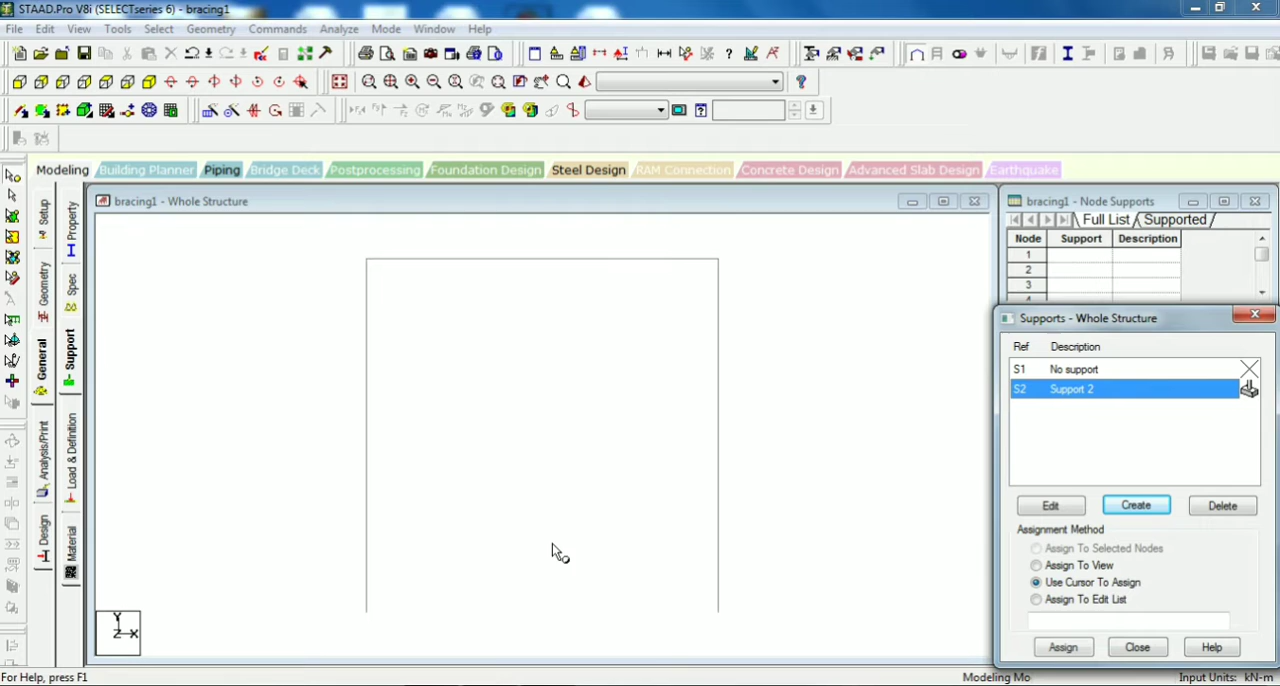 STAAD.Pro V8i (SELECTseries 6) - bracing1
File Edit View Tools Select Geometry Commands Analyze Mode Window Help
Modeling Building Planner Piping Bridge Deck Postprocessing Foundation Design Steel Design RAM Connection Concrete Design Advanced Slab Design Earthquake
Setup
Geometry
General
Analysis/Print
Design
Property
Spec
Support
Load & Definition
Material
bracing1 - Whole Structure
Y
Z X
bracing1 - Node Supports
Full List Supported
Node Support Description
1
2
3
4
Supports - Whole Structure
Ref Description
S1 No support
S2 Support 2
Edit Create Delete
Assignment Method
Assign To Selected Nodes
Assign To View
Use Cursor To Assign
Assign To Edit List
Assign Close Help
For Help, press F1
Modeling Mo
Input Units: kN-m